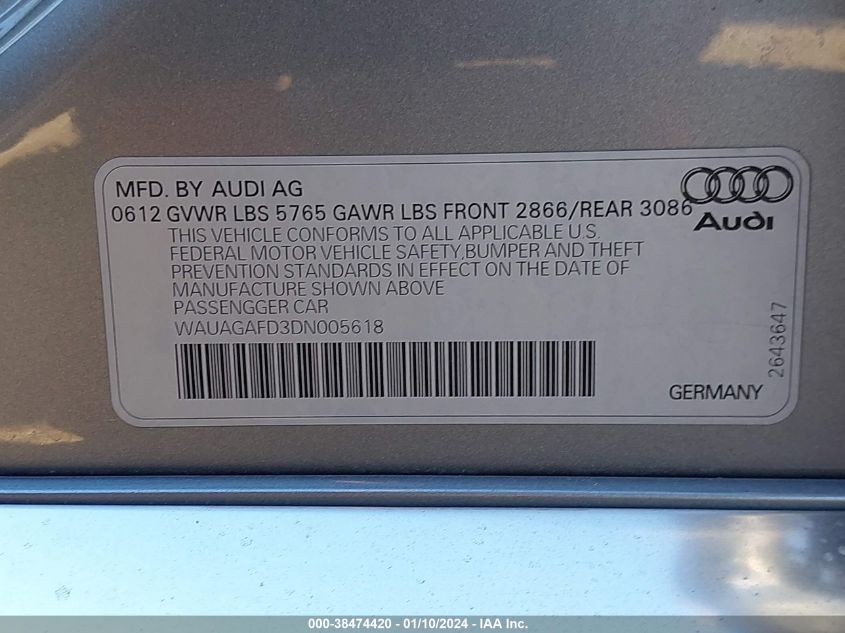 MFD. BY AUDI AG
0612 GVWR LBS 5765 GAWR LBS FRONT 2866/REAR 3086
Audi
THIS VEHICLE CONFORMS TO ALL APPLICABLE U.S.
FEDERAL MOTOR VEHICLE SAFETY,BUMPER AND THEFT
PREVENTION STANDARDS IN EFFECT ON THE DATE OF
MANUFACTURE SHOWN ABOVE
PASSENGGER CAR
WAUAGAFD3DN005618
2643647
GERMANY
000-38474420 - 01/10/2024 - IAA Inc.